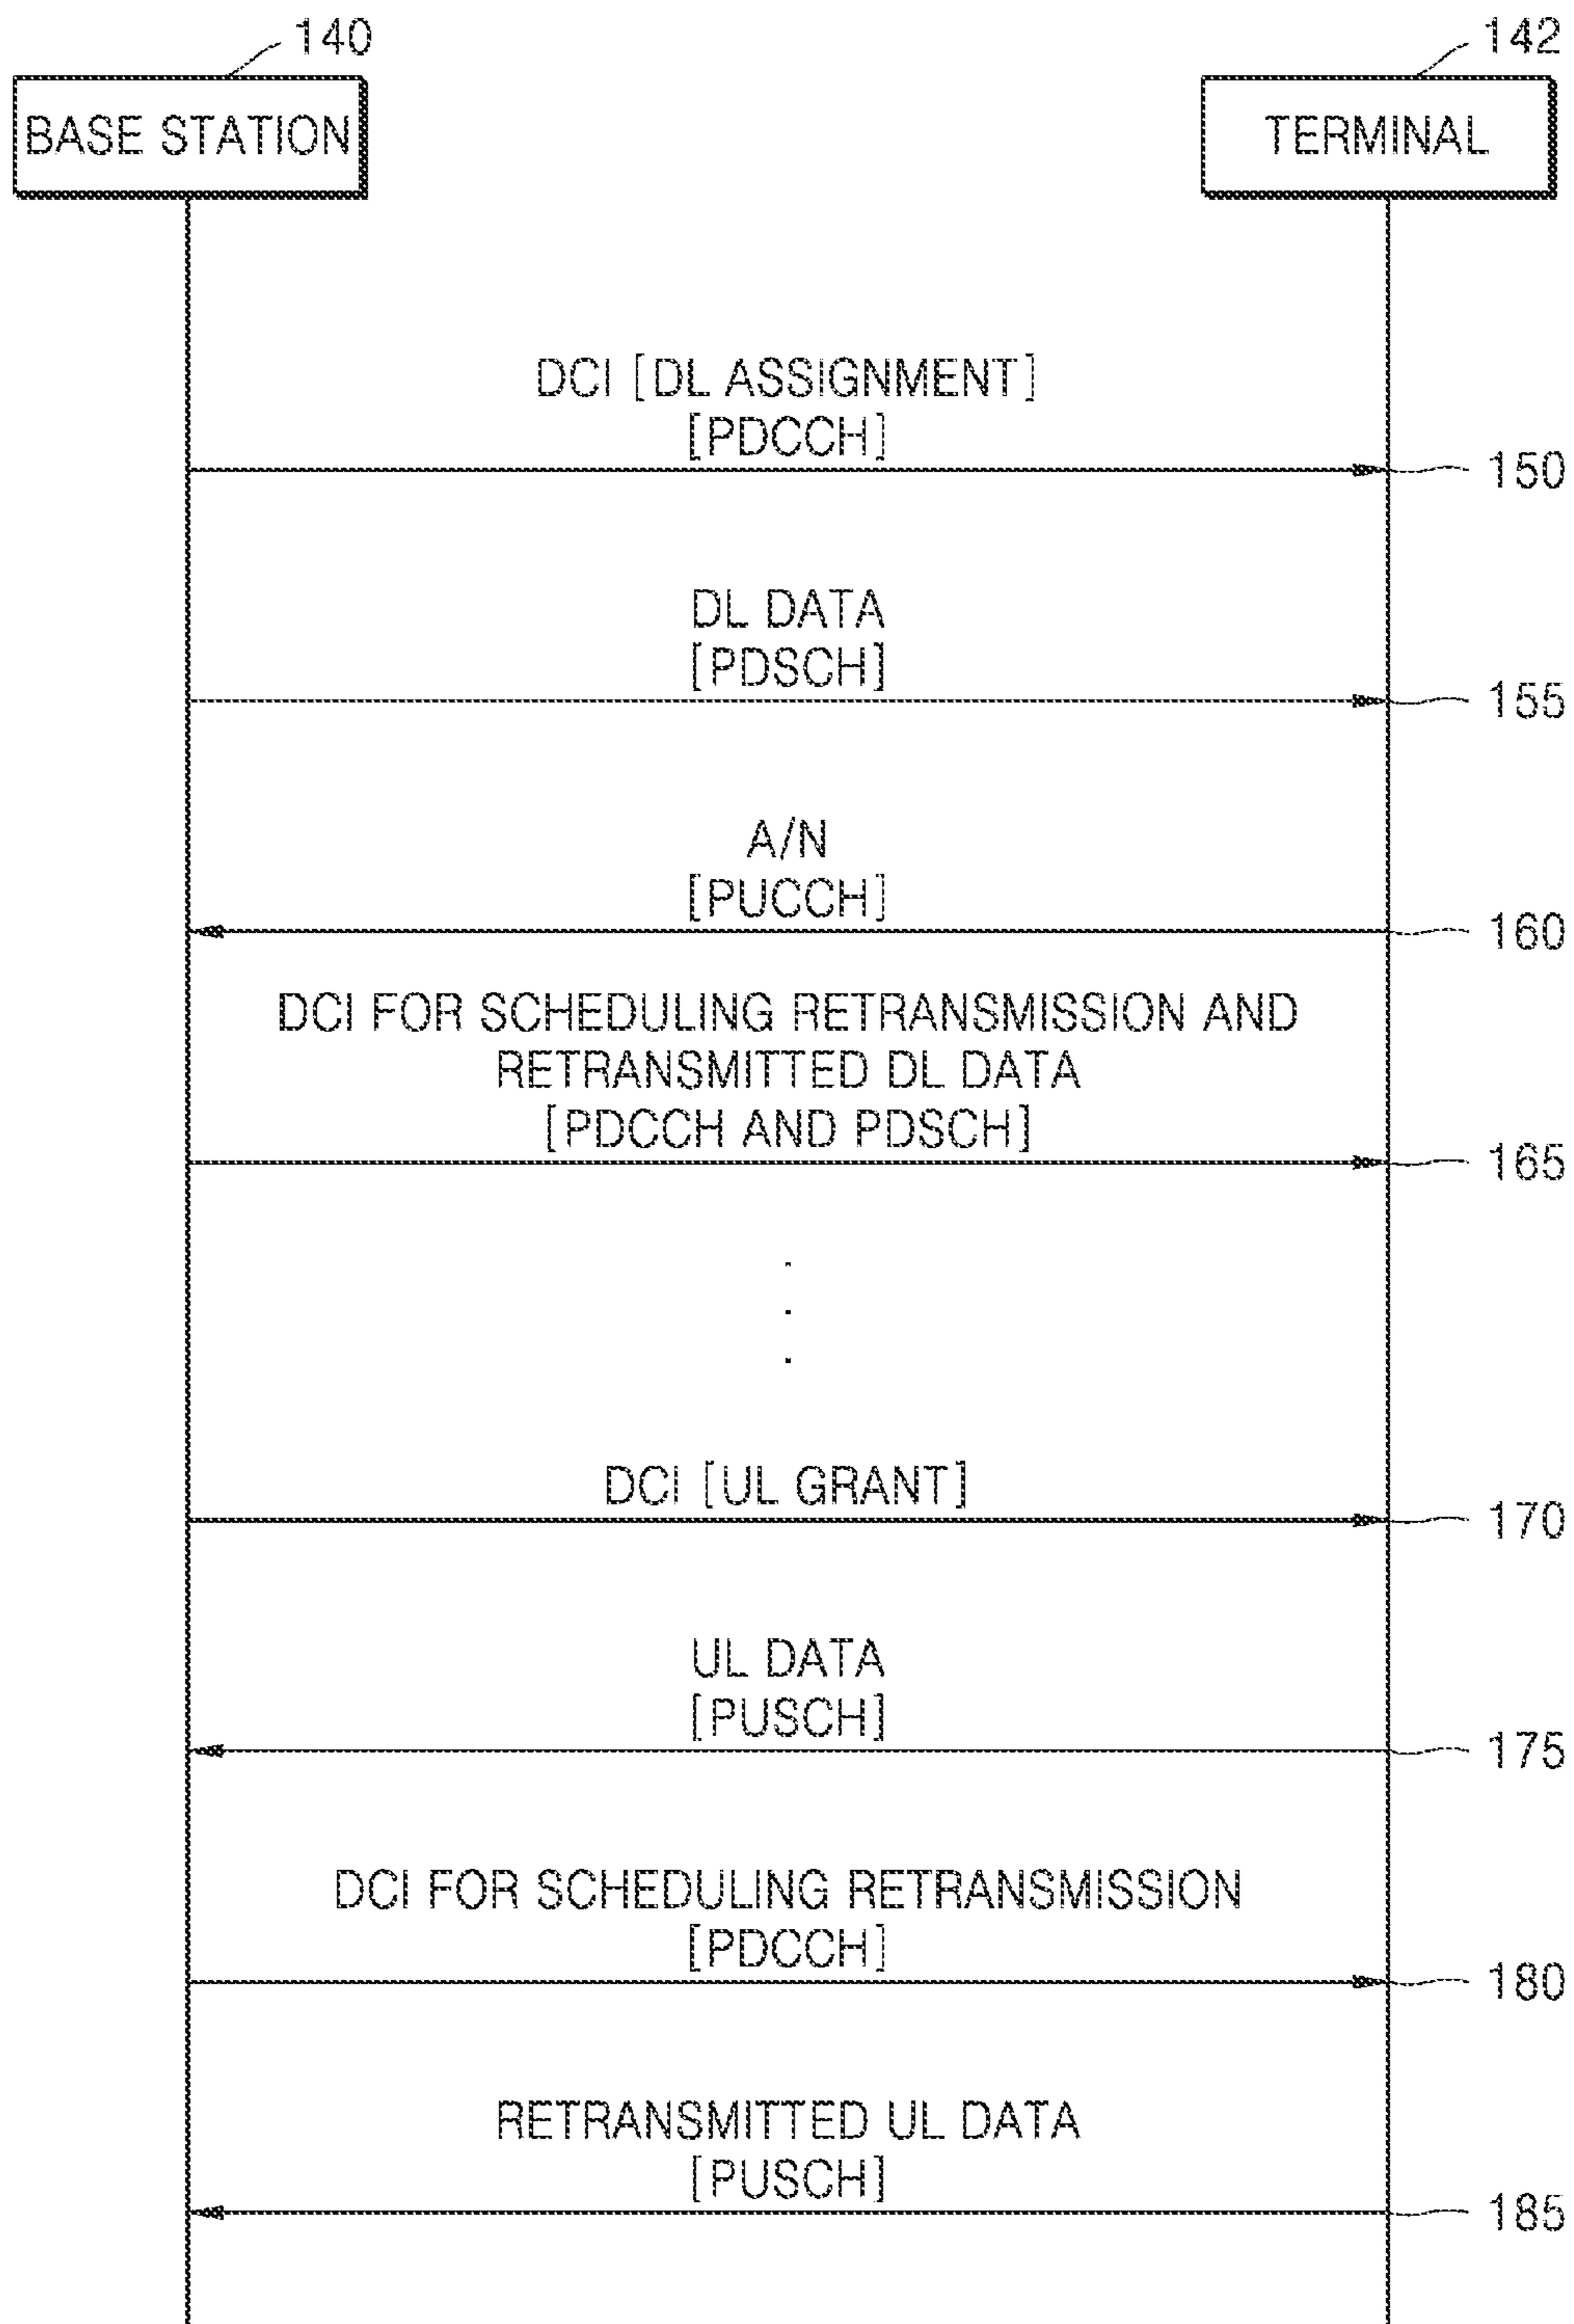 140
142
BASE STATION
TERMINAL
DCI [DL ASSIGNMENT]
[PDCCH]
150
DL DATA
[PDSCH]
155
A/N
[PUCCH]
160
DCI FOR SCHEDULING RETRANSMISSION AND
RETRANSMITTED DL DATA
[PDCCH AND PDSCH]
165
DCI [UL GRANT]
170
UL DATA
[PUSCH]
175
DCI FOR SCHEDULING RETRANSMISSION
[PDCCH]
180
RETRANSMITTED UL DATA
[PUSCH]
185